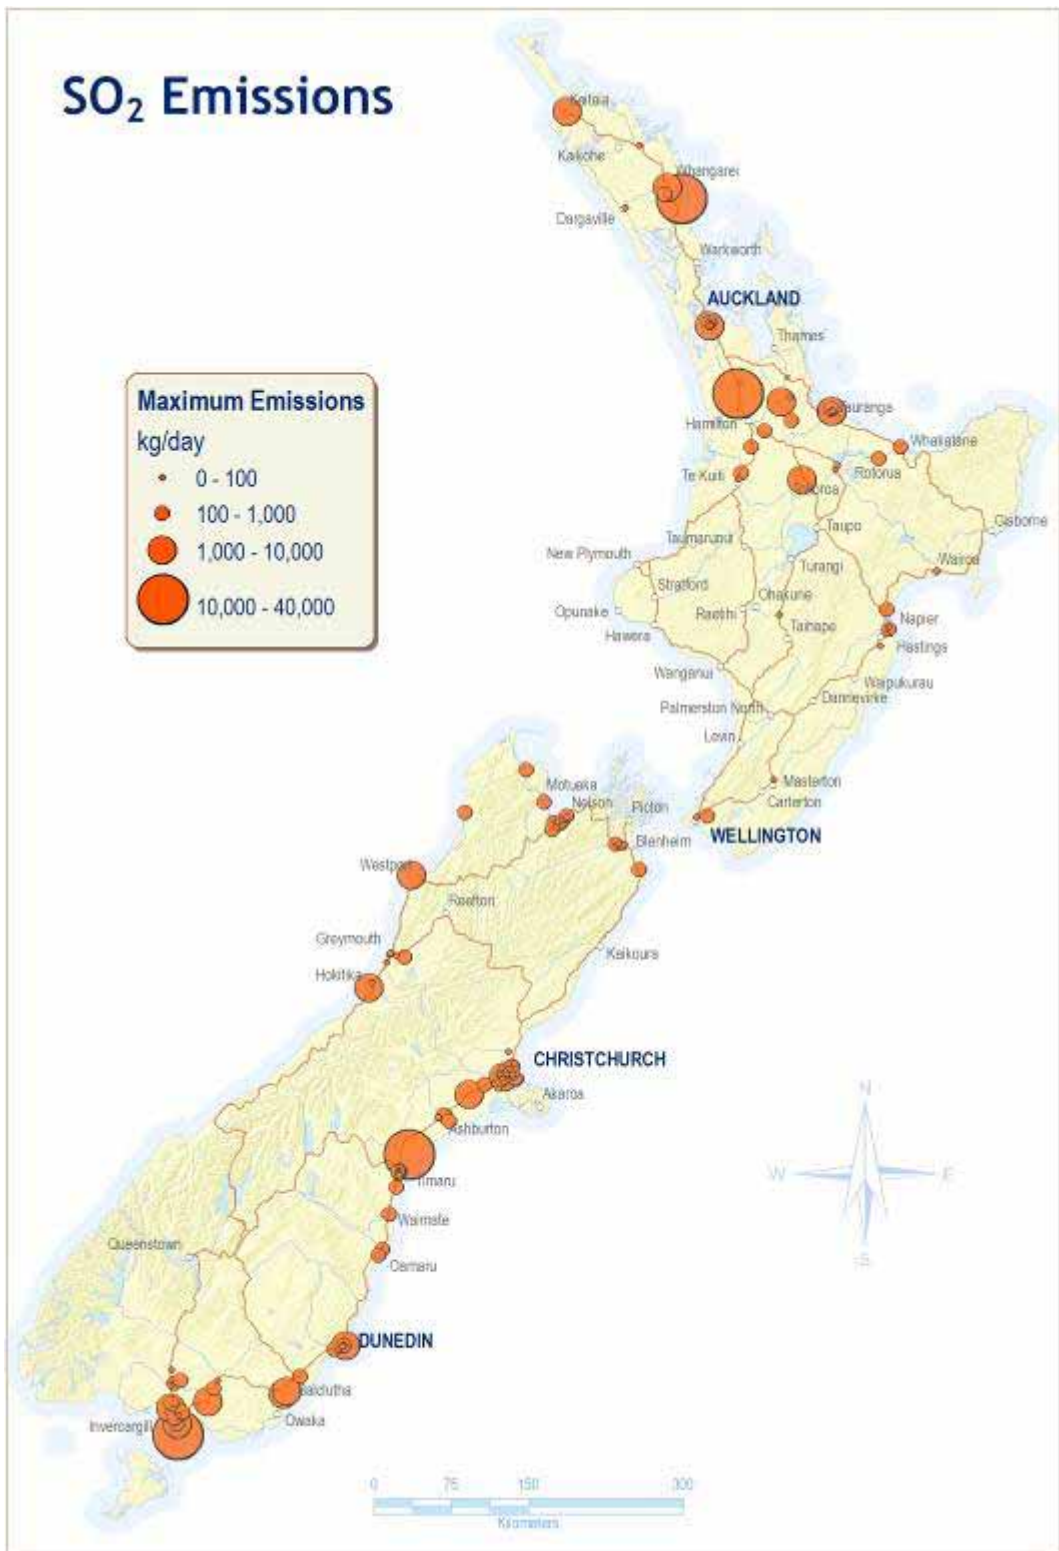 SO₂ Emissions
Kaitaia
Kaikohe
Whangarei
Dargaville
Warkworth
AUCKLAND
Thames
Maximum Emissions
kg/day
0 - 100
100 - 1,000
1,000 - 10,000
10,000 - 40,000
Tauranga
Hamilton
Whakatane
Te Kuiti
Rotorua
Taupo
Gisborne
Taumarunui
New Plymouth
Turangi
Wairoa
Stratford
Ohakune
Opunake
Raetihi
Napier
Hawera
Taihape
Hastings
Wanganui
Waipukurau
Dannevirke
Palmerston North
Levin
Masterton
Carterton
Motueka
Nelson
Picton
WELLINGTON
Blenheim
Westport
Reefton
Greymouth
Kaikoura
Hokitika
CHRISTCHURCH
Akaroa
Ashburton
N
W
E
S
Timaru
Waimate
Queenstown
Oamaru
DUNEDIN
Balclutha
Owaka
Invercargill
0 75 150 300
Kilometers